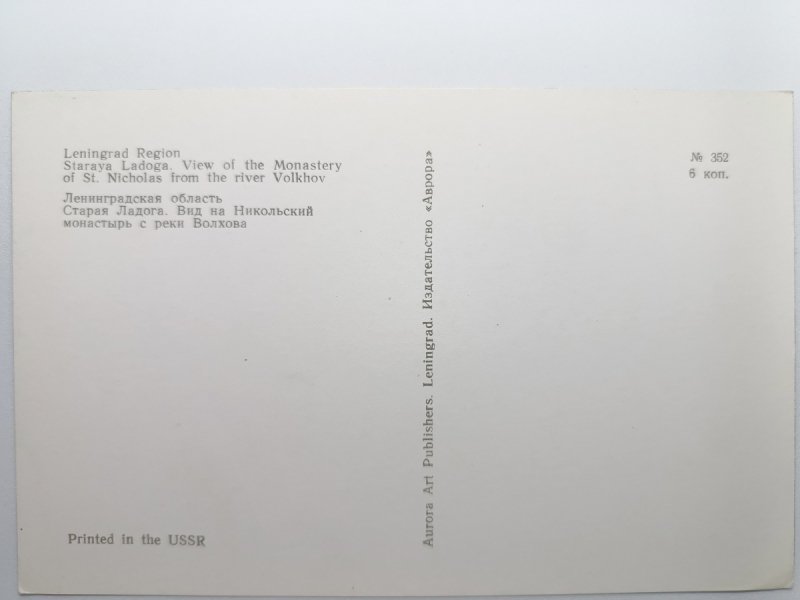 Leningrad Region
Staraya Ladoga. View of the Monastery
of St. Nicholas from the river Volkhov
Ленинградская область
Старая Ладога. Вид на Никольский
монастырь с реки Волхова
Printed in the USSR
Aurora Art Publishers. Leningrad. Издательство «Аврора»
№ 352
6 коп.